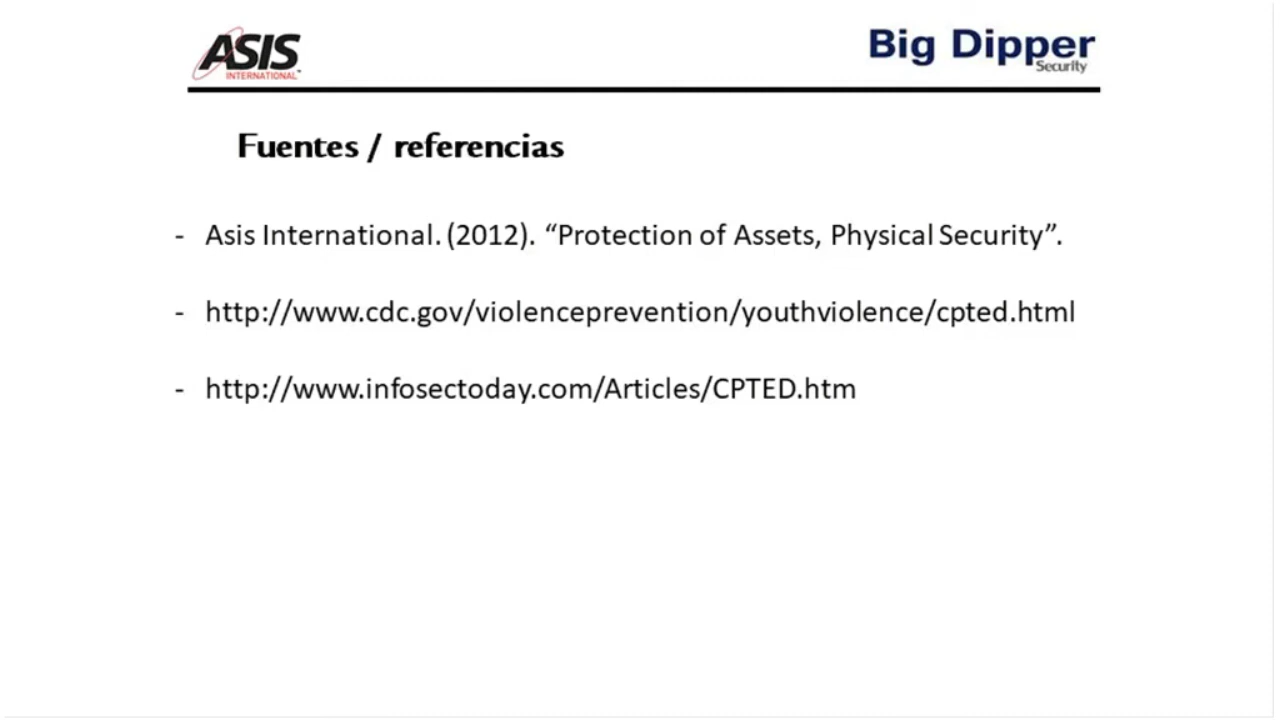 ASIS
INTERNATIONAL™
Big Dipper
Security
Fuentes / referencias
- Asis International. (2012). “Protection of Assets, Physical Security”.
- http://www.cdc.gov/violenceprevention/youthviolence/cpted.html
- http://www.infosectoday.com/Articles/CPTED.htm